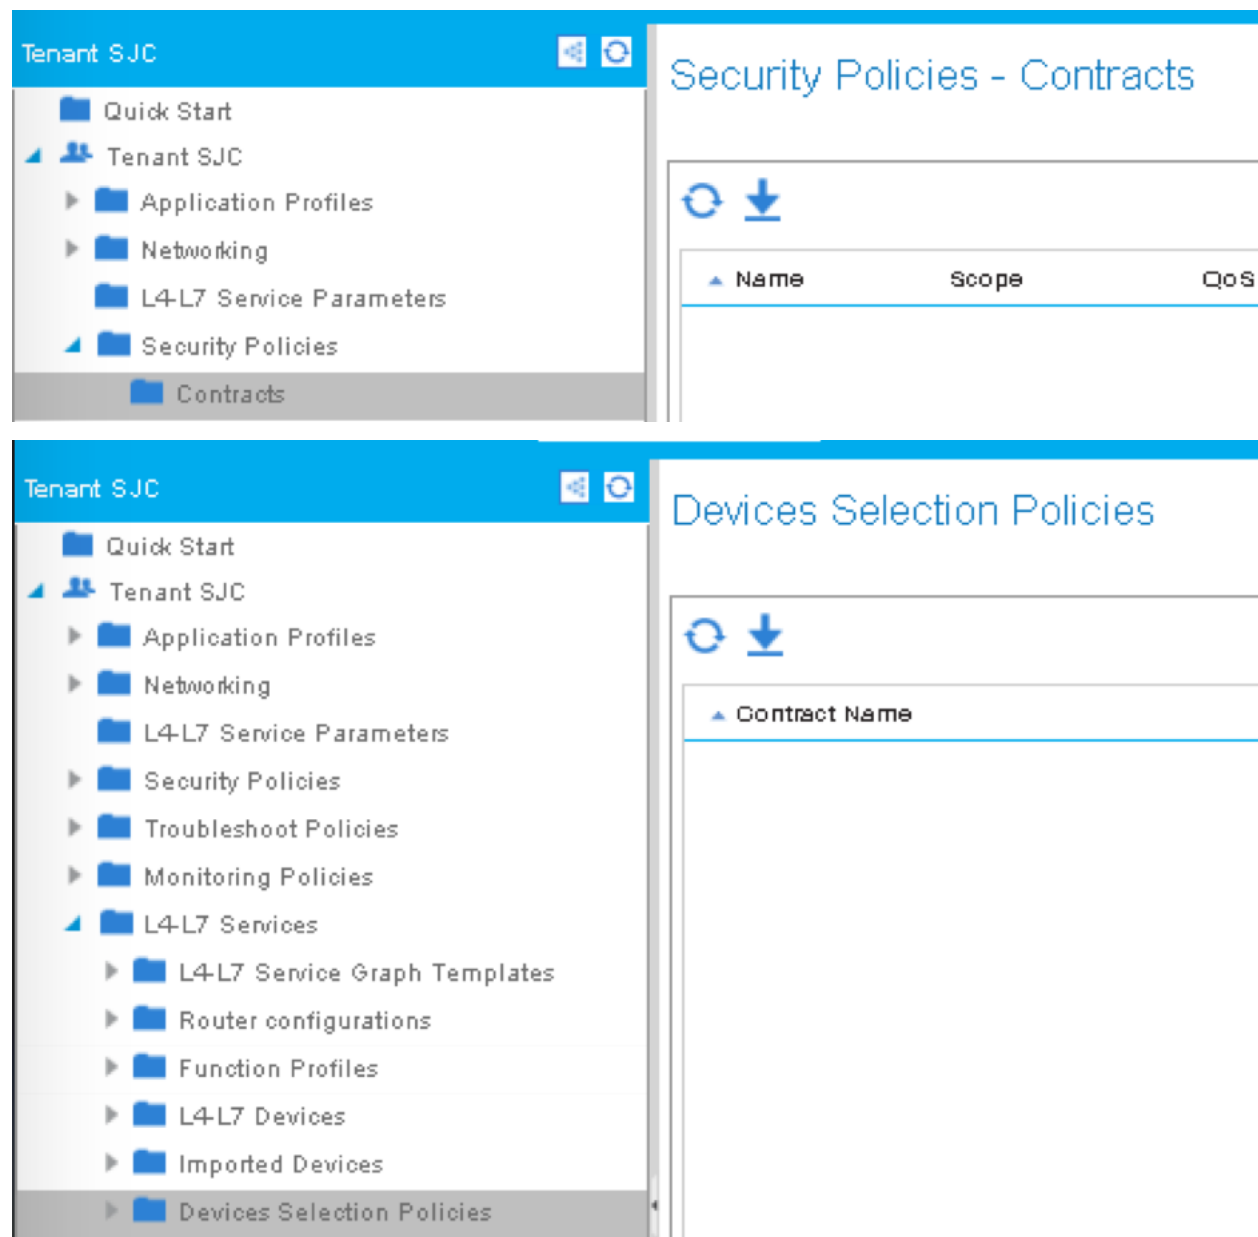 Tenant SJC
Security Policies - Contracts
Quick Start
Tenant SJC
Application Profiles
Networking
L4-L7 Service Parameters
Security Policies
Contracts
Name Scope QoS
Tenant SJC
Devices Selection Policies
Quick Start
Tenant SJC
Application Profiles
Networking
L4-L7 Service Parameters
Security Policies
Troubleshoot Policies
Monitoring Policies
L4-L7 Services
L4-L7 Service Graph Templates
Router configurations
Function Profiles
L4-L7 Devices
Imported Devices
Devices Selection Policies
Contract Name